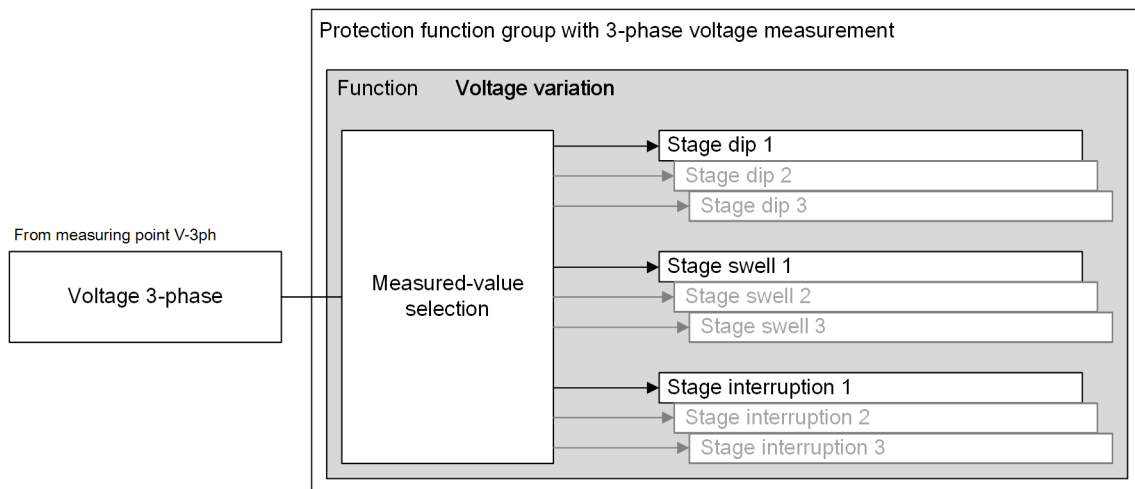 Protection function group with 3-phase voltage measurement
Function Voltage variation
Stage dip 1
Stage dip 2
Stage dip 3
From measuring point V-3ph
Voltage 3-phase
Measured-value
selection
Stage swell 1
Stage swell 2
Stage swell 3
Stage interruption 1
Stage interruption 2
Stage interruption 3